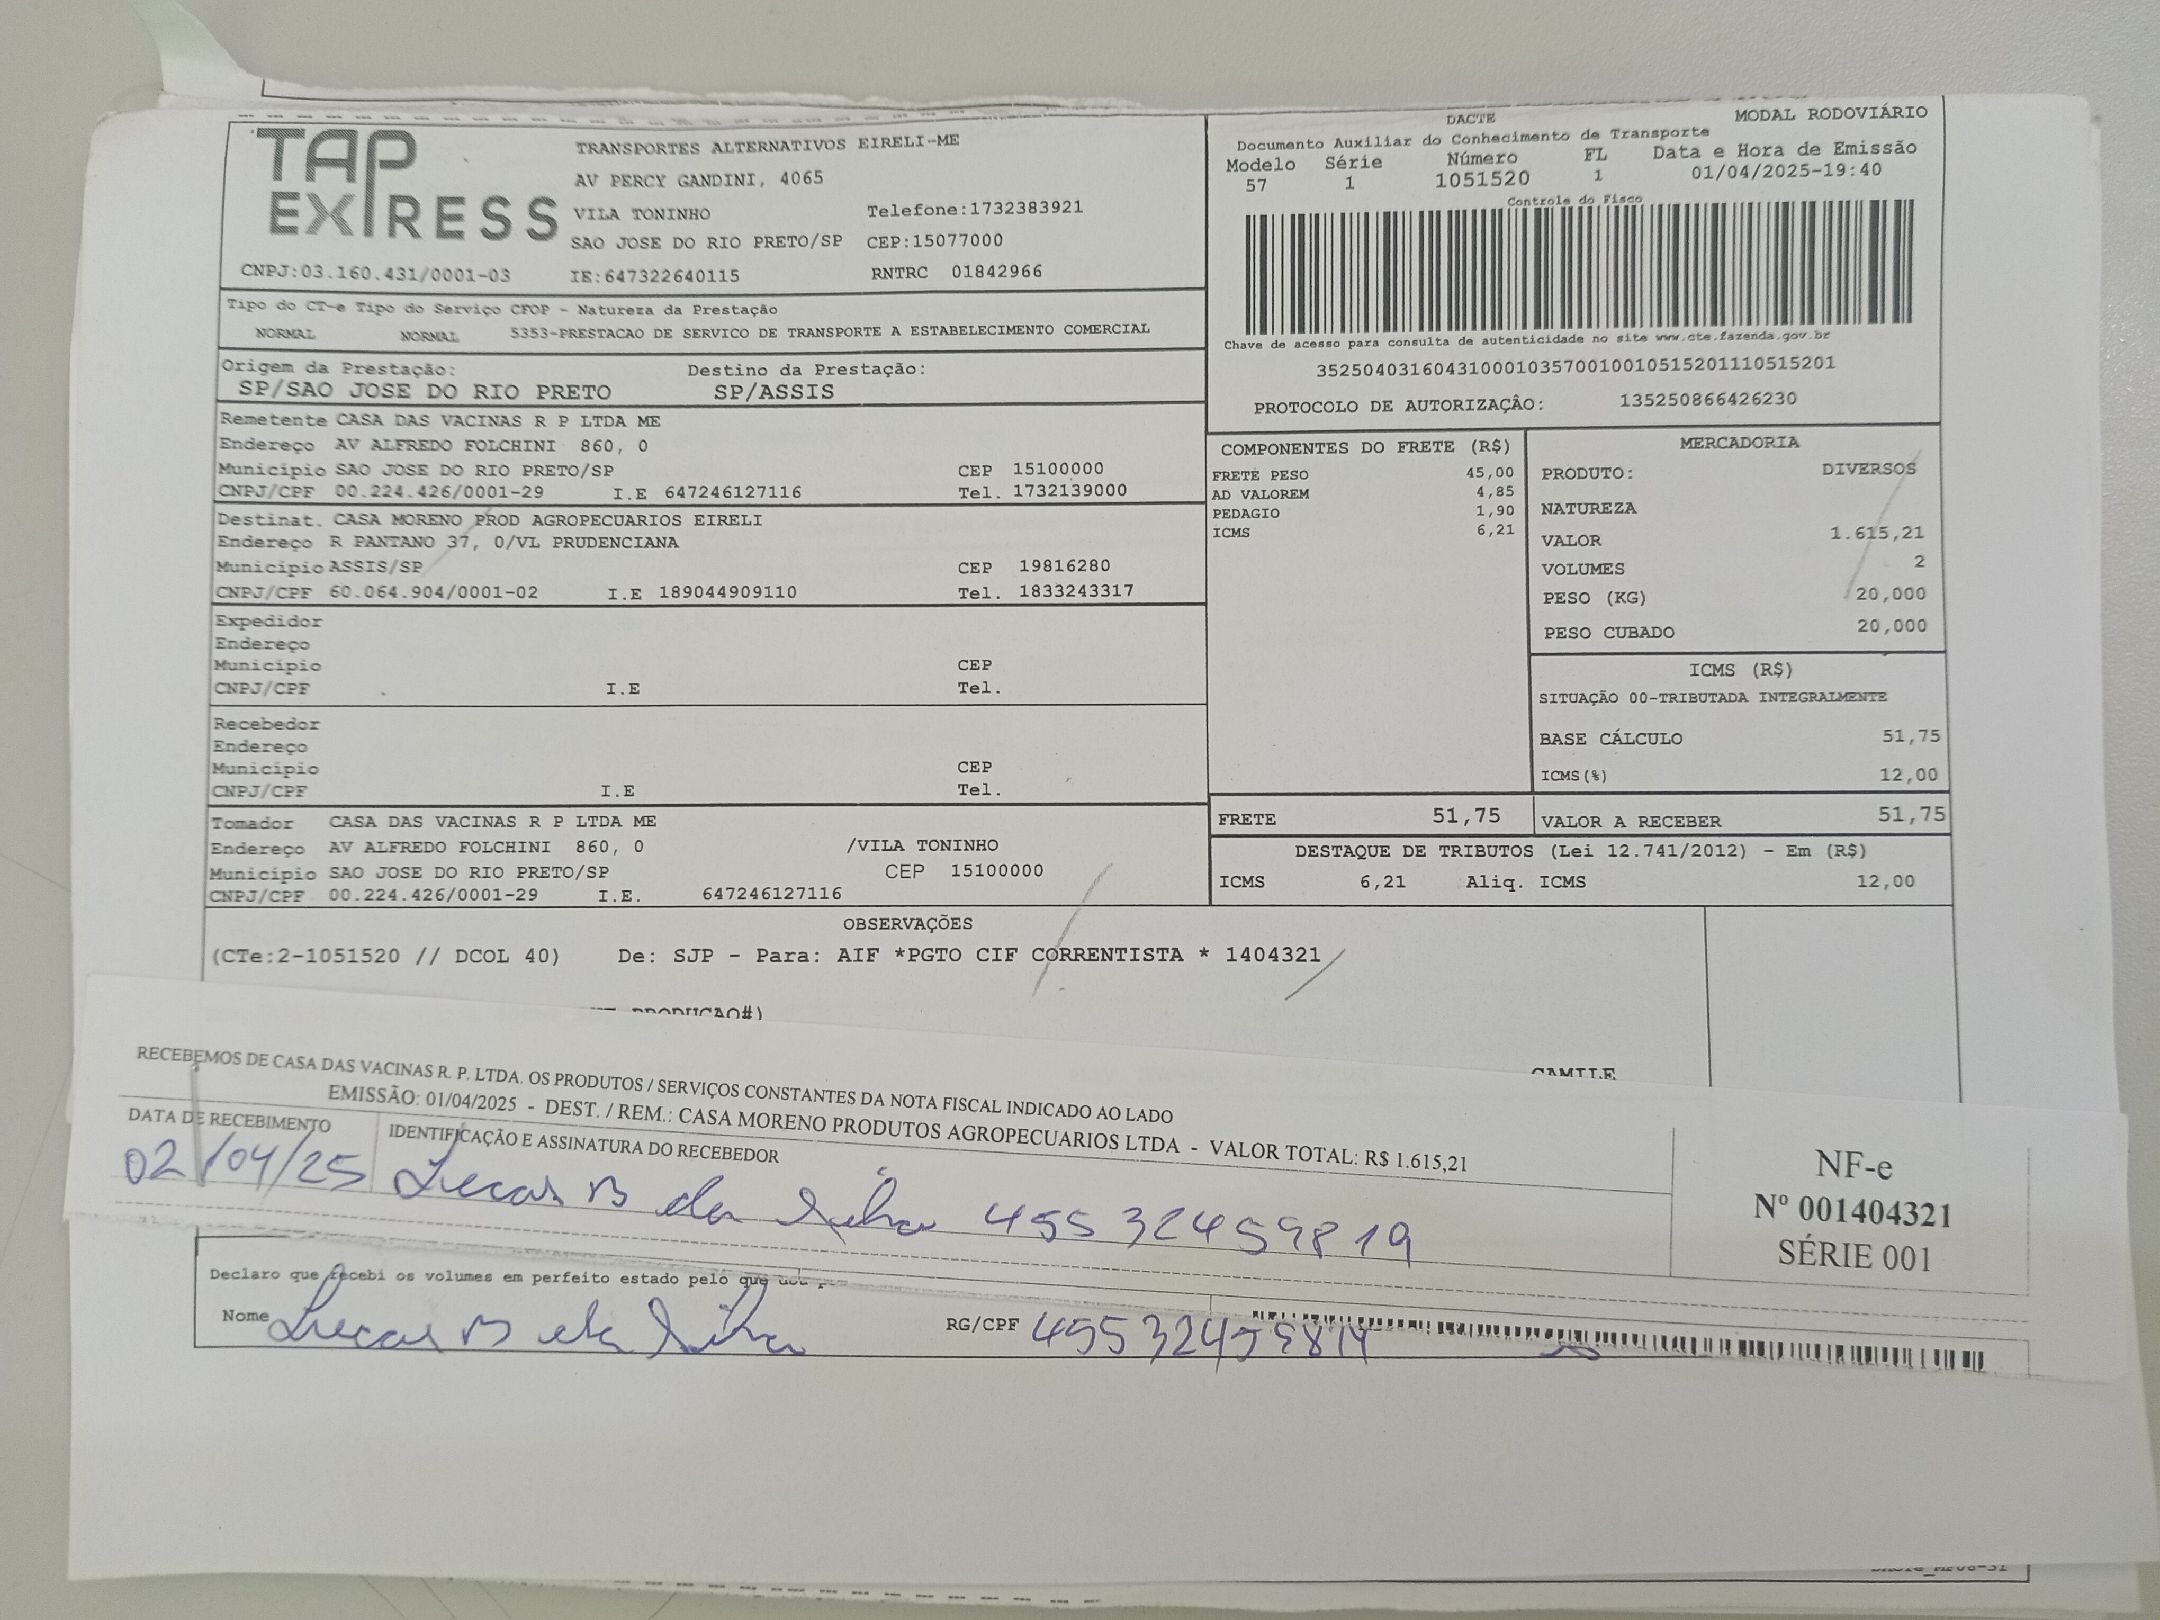 TAP EXPRESS
TRANSPORTES ALTERNATIVOS EIRELI-ME
AV PERCY GANDINI, 4065
VILA TONINHO Telefone:1732383921
SAO JOSE DO RIO PRETO/SP CEP:15077000
CNPJ:03.160.431/0001-03 IE:647322640115 RNTRC 01842966
DACTE MODAL RODOVIÁRIO
Documento Auxiliar do Conhecimento de Transporte
Modelo Série Número FL Data e Hora de Emissão
57 1 1051520 1 01/04/2025-19:40
Controle do Fisco
Chave de acesso para consulta de autenticidade no site www.cte.fazenda.gov.br
35250403160431000103570010010515201110515201
PROTOCOLO DE AUTORIZAÇÂO: 135250866426230
Tipo do CT-e Tipo do Serviço CFOP - Natureza da Prestação
NORMAL NORMAL 5353-PRESTACAO DE SERVICO DE TRANSPORTE A ESTABELECIMENTO COMERCIAL
Origem da Prestação: Destino da Prestação:
SP/SAO JOSE DO RIO PRETO SP/ASSIS
Remetente CASA DAS VACINAS R P LTDA ME
Endereço AV ALFREDO FOLCHINI 860, 0
Município SAO JOSE DO RIO PRETO/SP CEP 15100000
CNPJ/CPF 00.224.426/0001-29 I.E 647246127116 Tel. 1732139000
Destinat. CASA MORENO PROD AGROPECUARIOS EIRELI
Endereço R PANTANO 37, 0/VL PRUDENCIANA
Município ASSIS/SP CEP 19816280
CNPJ/CPF 60.064.904/0001-02 I.E 189044909110 Tel. 1833243317
Expedidor
Endereço
Município CEP
CNPJ/CPF I.E Tel.
Recebedor
Endereço
Município CEP
CNPJ/CPF I.E Tel.
Tomador CASA DAS VACINAS R P LTDA ME
Endereço AV ALFREDO FOLCHINI 860, 0 /VILA TONINHO
Município SAO JOSE DO RIO PRETO/SP CEP 15100000
CNPJ/CPF 00.224.426/0001-29 I.E. 647246127116
COMPONENTES DO FRETE (R$)
FRETE PESO 45,00
AD VALOREM 4,85
PEDAGIO 1,90
ICMS 6,21
MERCADORIA
PRODUTO: DIVERSOS
NATUREZA
VALOR 1.615,21
VOLUMES 2
PESO (KG) 20,000
PESO CUBADO 20,000
ICMS (R$)
SITUAÇÃO 00-TRIBUTADA INTEGRALMENTE
BASE CÁLCULO 51,75
ICMS(%) 12,00
FRETE 51,75 VALOR A RECEBER 51,75
DESTAQUE DE TRIBUTOS (Lei 12.741/2012) - Em (R$)
ICMS 6,21 Aliq. ICMS 12,00
OBSERVAÇÕES
(CTe:2-1051520 // DCOL 40) De: SJP - Para: AIF *PGTO CIF CORRENTISTA * 1404321
PRODUCAO#)
CAMILE
RECEBEMOS DE CASA DAS VACINAS R. P. LTDA. OS PRODUTOS / SERVIÇOS CONSTANTES DA NOTA FISCAL INDICADO AO LADO
EMISSÃO: 01/04/2025 - DEST. / REM.: CASA MORENO PRODUTOS AGROPECUARIOS LTDA - VALOR TOTAL: R$ 1.615,21
DATA DE RECEBIMENTO IDENTIFICAÇÃO E ASSINATURA DO RECEBEDOR
02/04/25 Lucas B da Silva 45532459819
NF-e
Nº 001404321
SÉRIE 001
Declaro que recebi os volumes em perfeito estado pelo que
Nome Lucas B da Silva RG/CPF 455324598